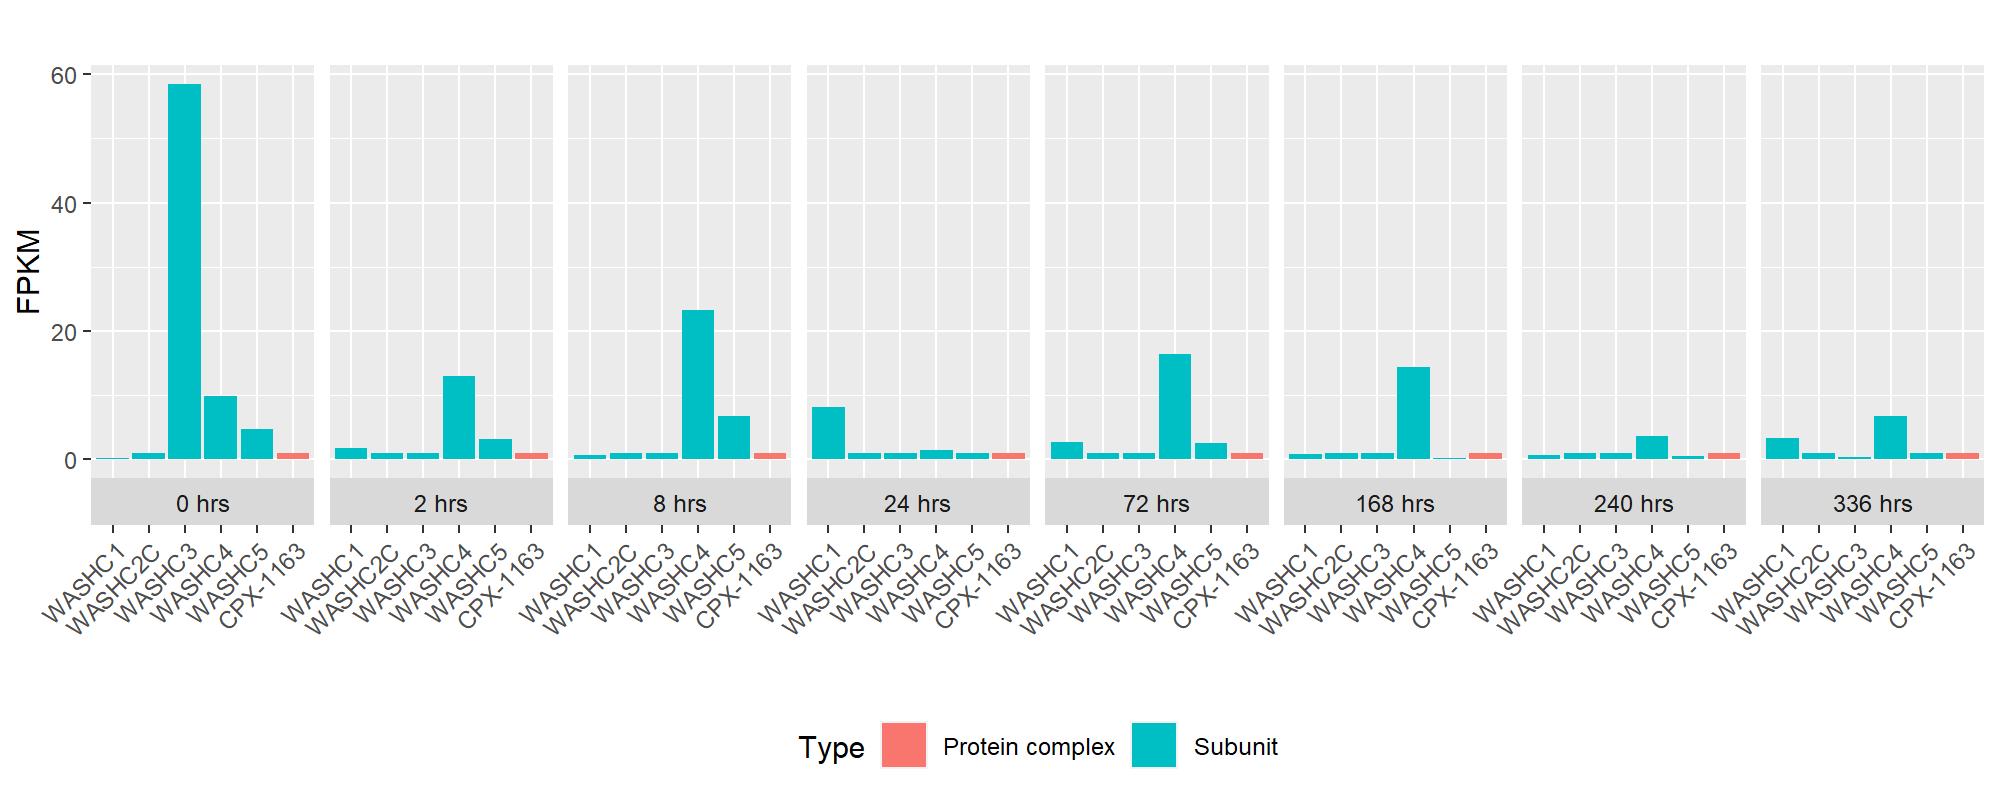 FPKM
60
40
20
0
0 hrs 2 hrs 8 hrs 24 hrs 72 hrs 168 hrs 240 hrs 336 hrs
WASHC1 WASHC2C WASHC3 WASHC4 WASHC5 CPX-1163 WASHC1 WASHC2C WASHC3 WASHC4 WASHC5 CPX-1163 WASHC1 WASHC2C WASHC3 WASHC4 WASHC5 CPX-1163 WASHC1 WASHC2C WASHC3 WASHC4 WASHC5 CPX-1163 WASHC1 WASHC2C WASHC3 WASHC4 WASHC5 CPX-1163 WASHC1 WASHC2C WASHC3 WASHC4 WASHC5 CPX-1163 WASHC1 WASHC2C WASHC3 WASHC4 WASHC5 CPX-1163 WASHC1 WASHC2C WASHC3 WASHC4 WASHC5 CPX-1163
Type Protein complex Subunit